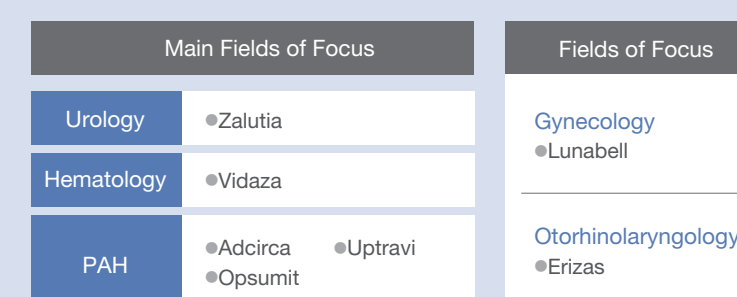 Main Fields of Focus
Urology
●Zalutia
Hematology
●Vidaza
PAH
●Adcirca ●Uptravi
●Opsumit
Fields of Focus
Gynecology
●Lunabell
Otorhinolaryngology
●Erizas